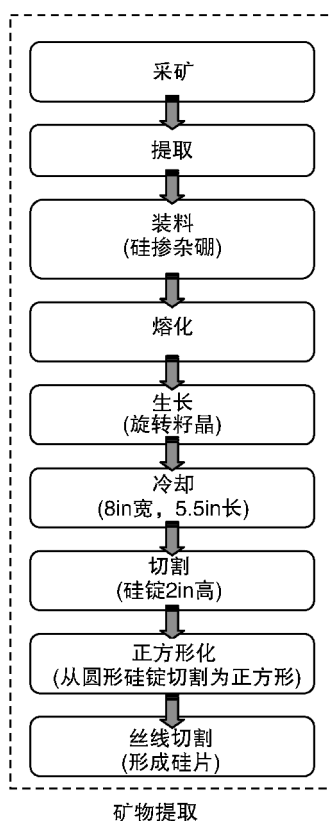 采矿
提取
装料
(硅掺杂硼)
熔化
生长
(旋转籽晶)
冷却
(8in宽，5.5in长)
切割
(硅锭2in高)
正方形化
(从圆形硅锭切割为正方形)
丝线切割
(形成硅片)
矿物提取